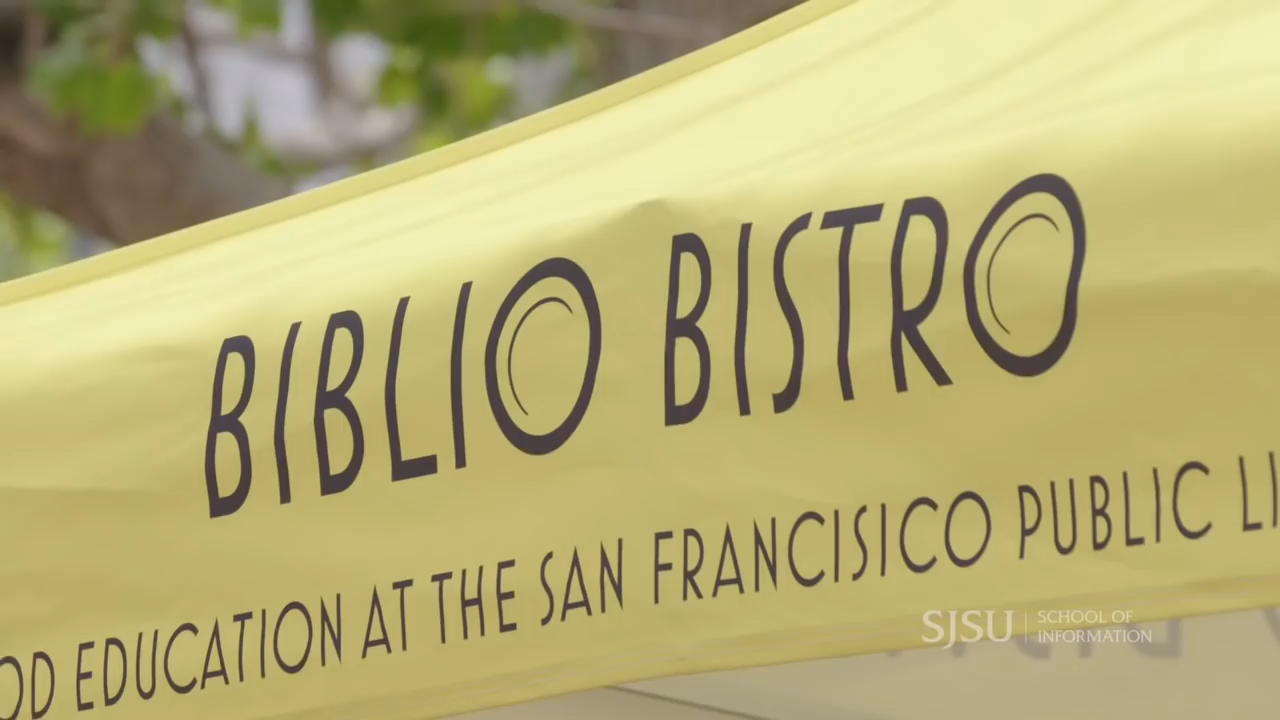 BIBLIO BISTRO
OD EDUCATION AT THE SAN FRANCISICO PUBLIC LI
SJSU SCHOOL OF
INFORMATION